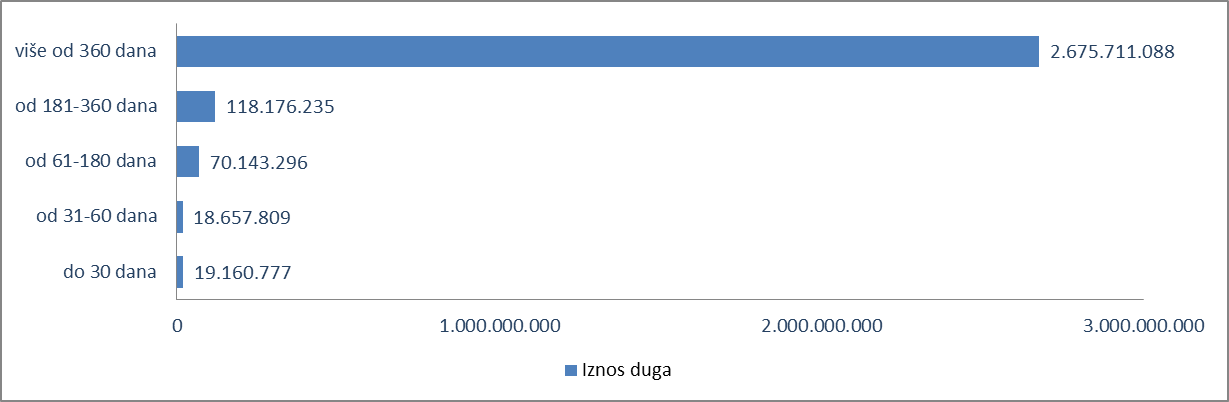 više od 360 dana 2.675.711.088
od 181-360 dana 118.176.235
od 61-180 dana 70.143.296
od 31-60 dana 18.657.809
do 30 dana 19.160.777
0 1.000.000.000 2.000.000.000 3.000.000.000
Iznos duga